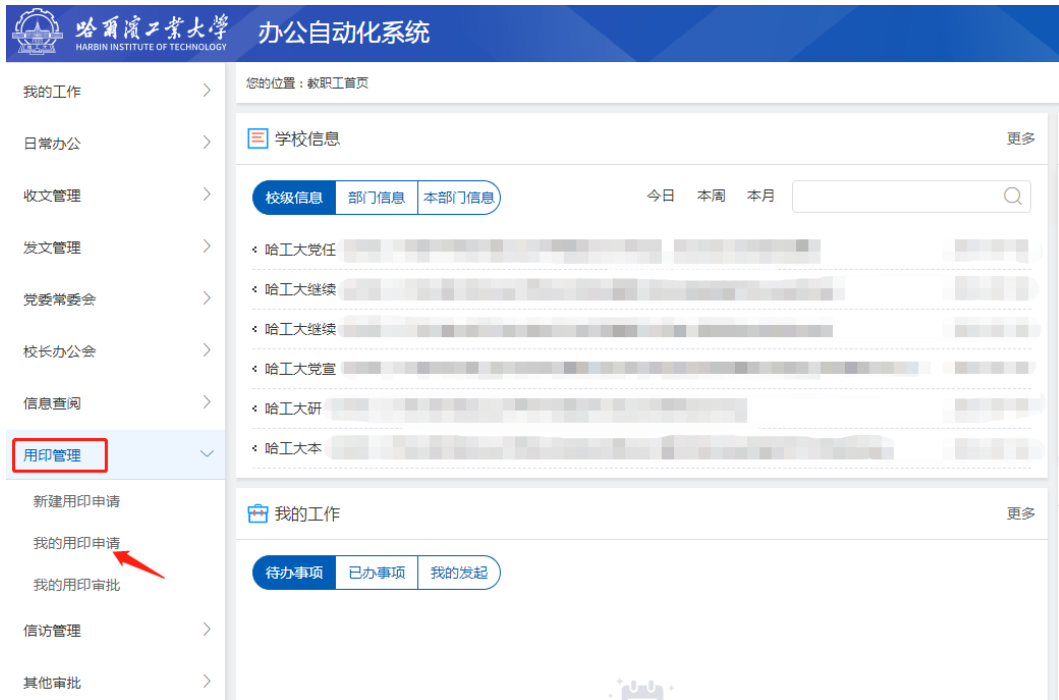 哈尔滨工业大学
HARBIN INSTITUTE OF TECHNOLOGY
办公自动化系统
我的工作
日常办公
收文管理
发文管理
党委常委会
校长办公会
信息查阅
用印管理
新建用印申请
我的用印申请
我的用印审批
信访管理
其他审批
您的位置：教职工首页
学校信息 更多
校级信息 部门信息 本部门信息 今日 本周 本月
哈工大党任
哈工大继续
哈工大继续
哈工大党宣
哈工大研
哈工大本
我的工作 更多
待办事项 已办事项 我的发起